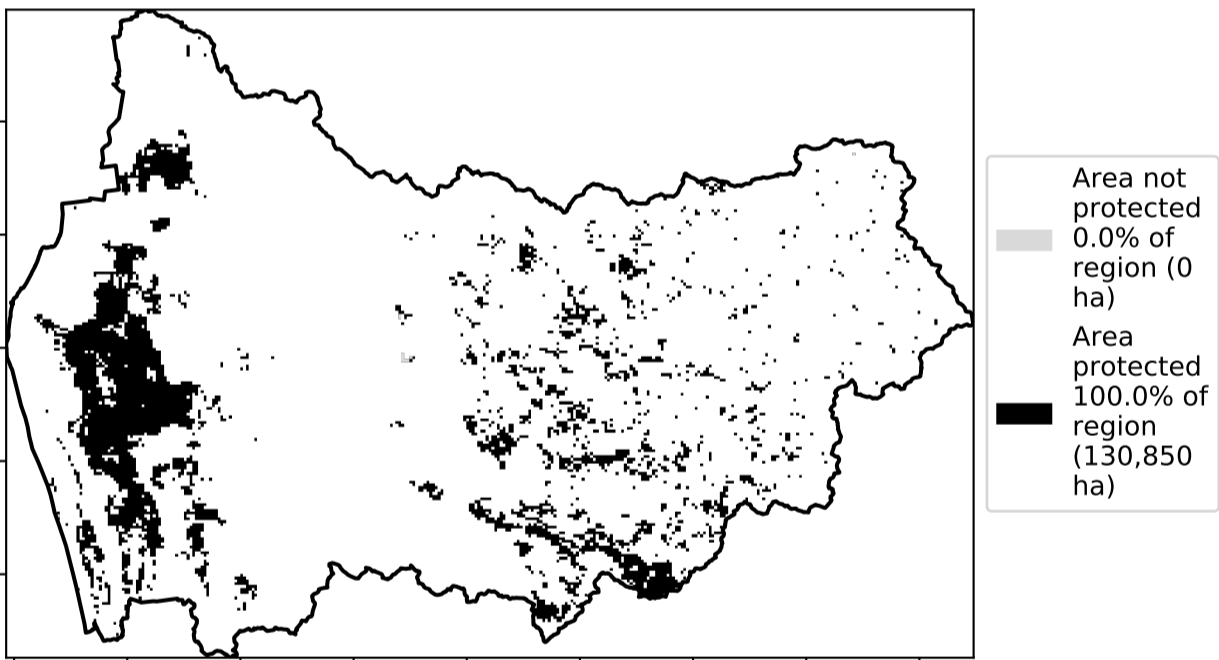 Area not
protected
0.0% of
region (0
ha)
Area
protected
100.0% of
region
(130,850
ha)